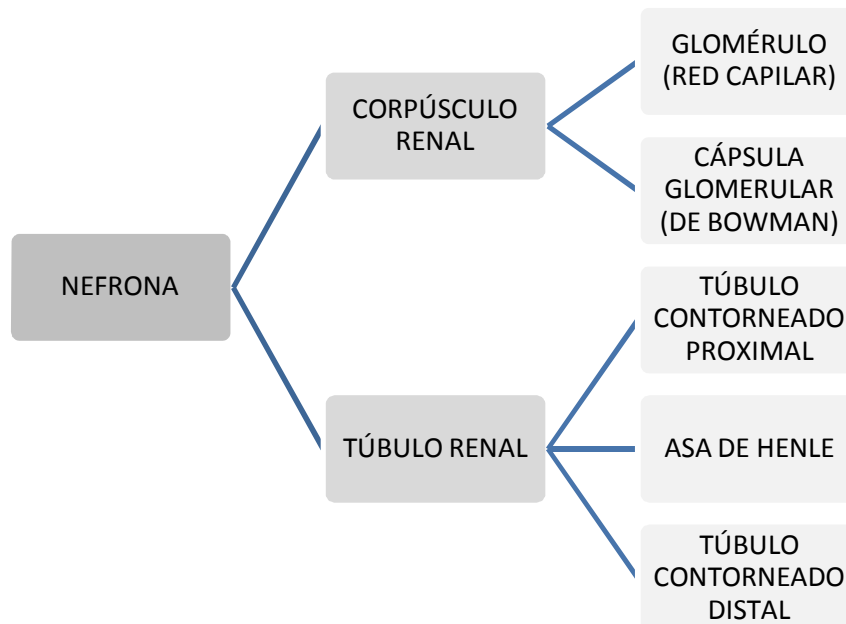 NEFRONA
CORPÚSCULO
RENAL
GLOMÉRULO
(RED CAPILAR)
CÁPSULA
GLOMERULAR
(DE BOWMAN)
TÚBULO RENAL
TÚBULO
CONTORNEADO
PROXIMAL
ASA DE HENLE
TÚBULO
CONTORNEADO
DISTAL